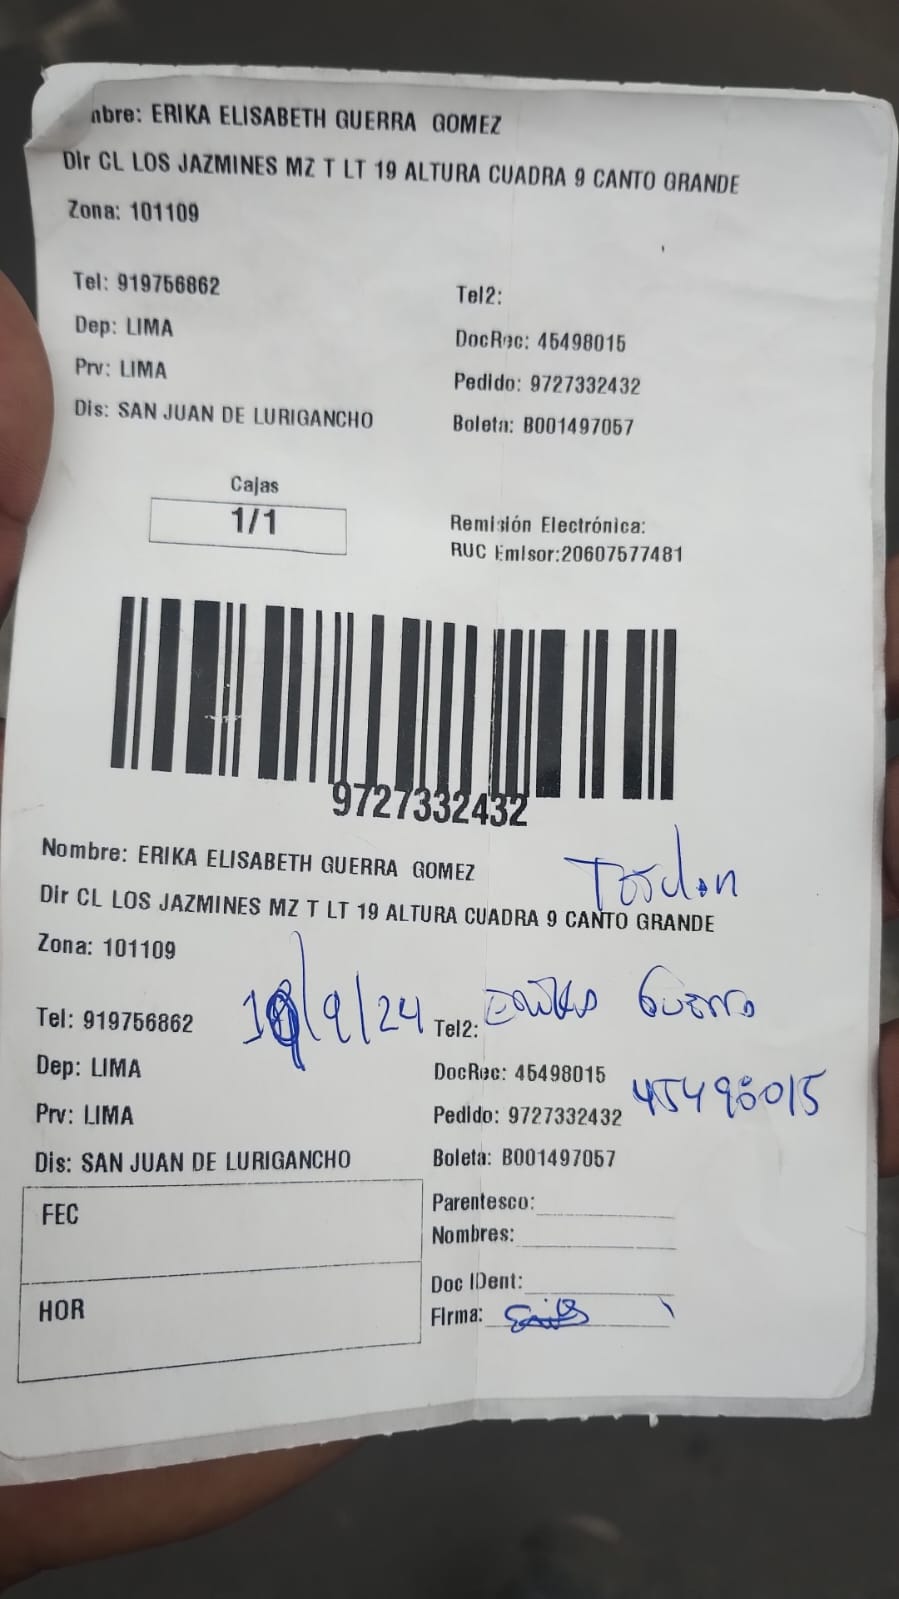 nbre: ERIKA ELISABETH GUERRA GOMEZ
Dir CL LOS JAZMINES MZ T LT 19 ALTURA CUADRA 9 CANTO GRANDE
Zona: 101109
Tel: 919756862 Tel2:
Dep: LIMA DocRec: 45498015
Prv: LIMA Pedido: 9727332432
Dis: SAN JUAN DE LURIGANCHO Boleta: B001497057
Cajas
1/1
Remisión Electrónica:
RUC Emisor:20607577481
9727332432
Nombre: ERIKA ELISABETH GUERRA GOMEZ
Dir CL LOS JAZMINES MZ T LT 19 ALTURA CUADRA 9 CANTO GRANDE
Zona: 101109
Tel: 919756862 /9/24 Tel2: Guerra
Dep: LIMA DocRec: 45498015 45498015
Prv: LIMA Pedido: 9727332432
Dis: SAN JUAN DE LURIGANCHO Boleta: B001497057
FEC
Parentesco:
Nombres:
HOR
Doc IDent:
Firma: